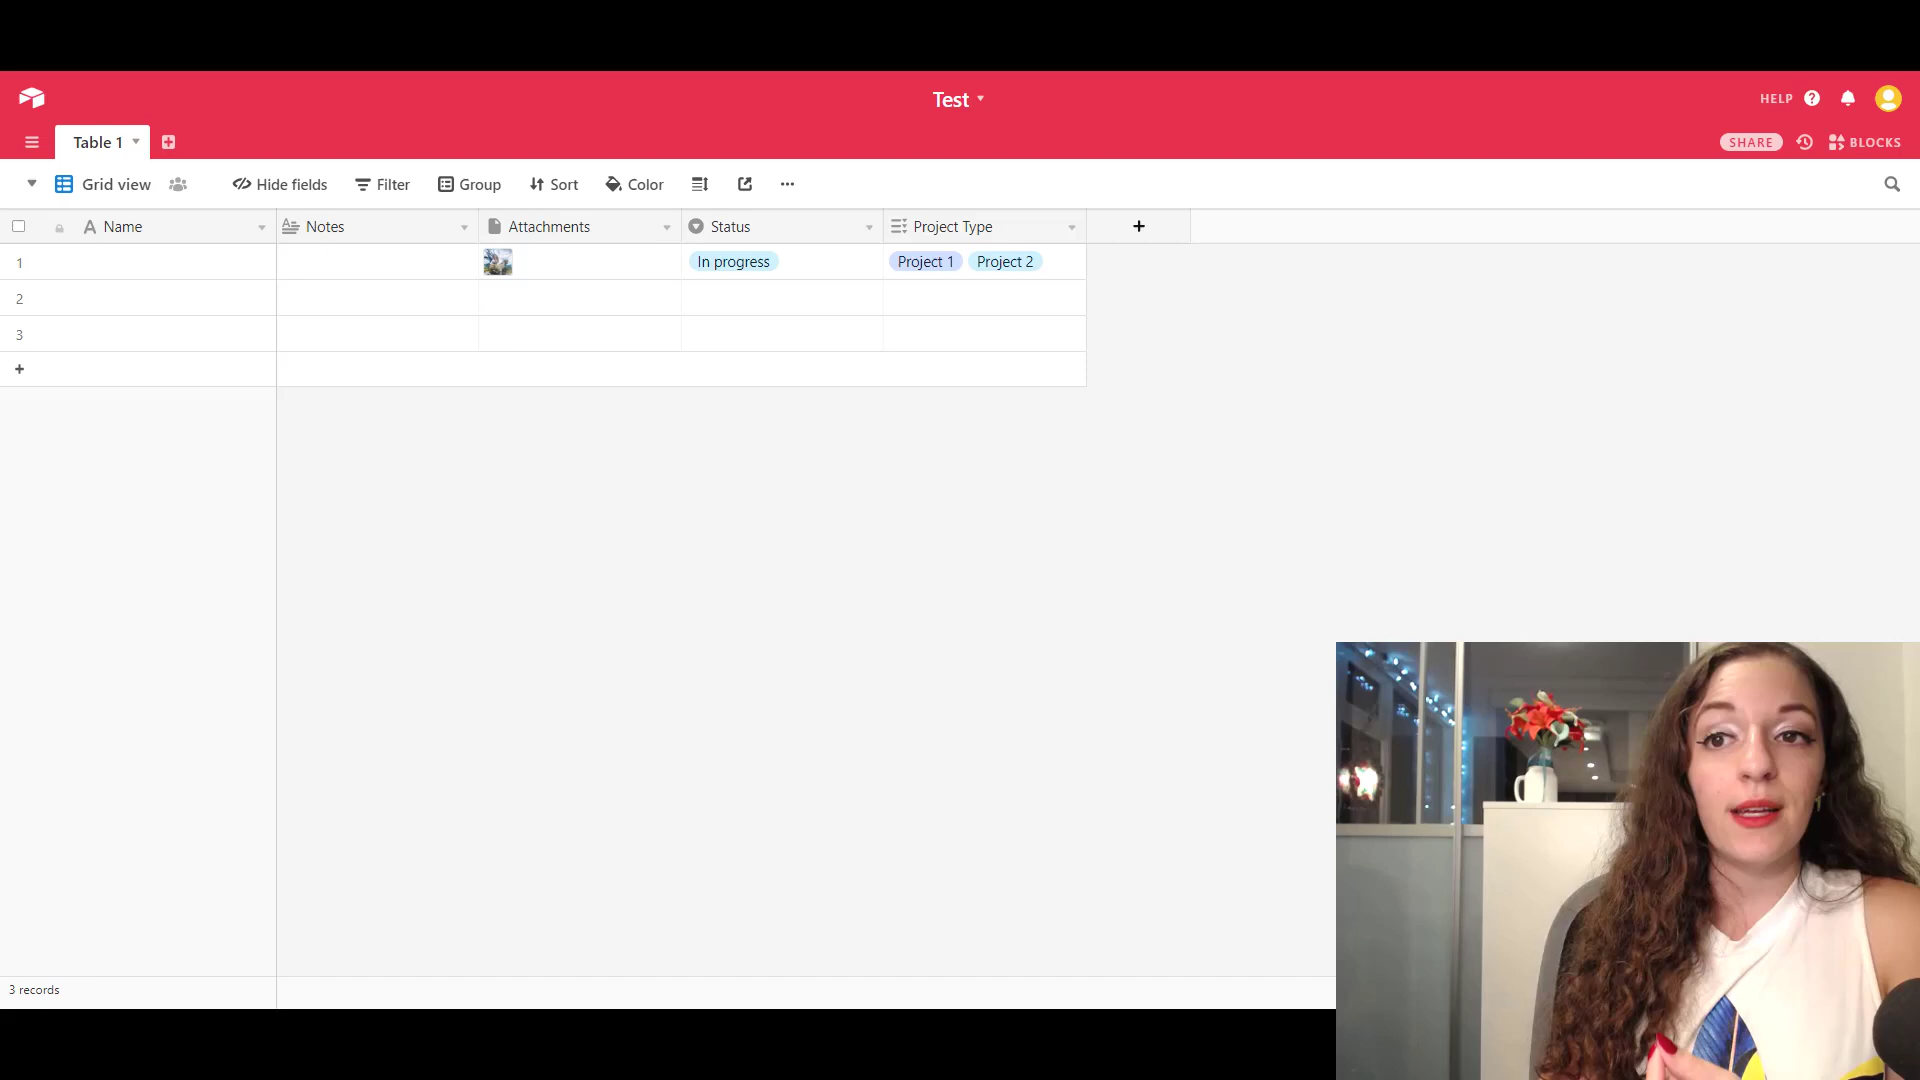 Test
HELP
Table 1
SHARE
BLOCKS
Grid view
Hide fields
Filter
Group
Sort
Color
Name
Notes
Attachments
Status
Project Type
1
In progress
Project 1
Project 2
2
3
3 records